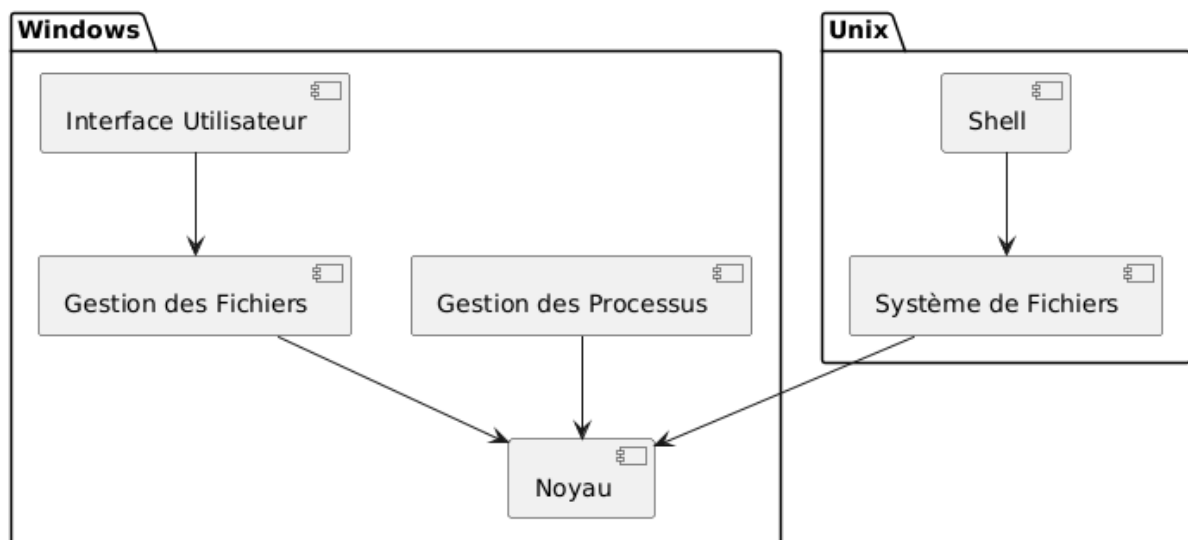 Windows
Unix
Interface Utilisateur
Shell
Gestion des Fichiers
Gestion des Processus
Système de Fichiers
Noyau